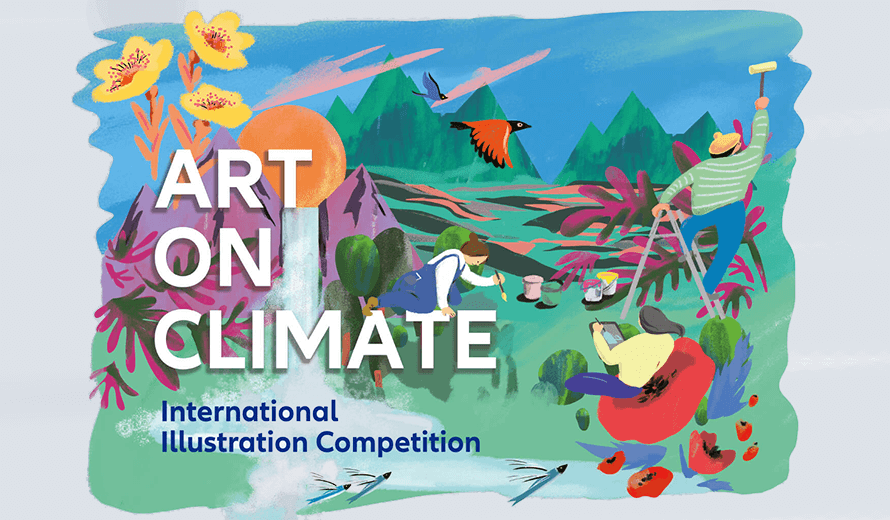 ART
ON
CLIMATE
International
Illustration Competition